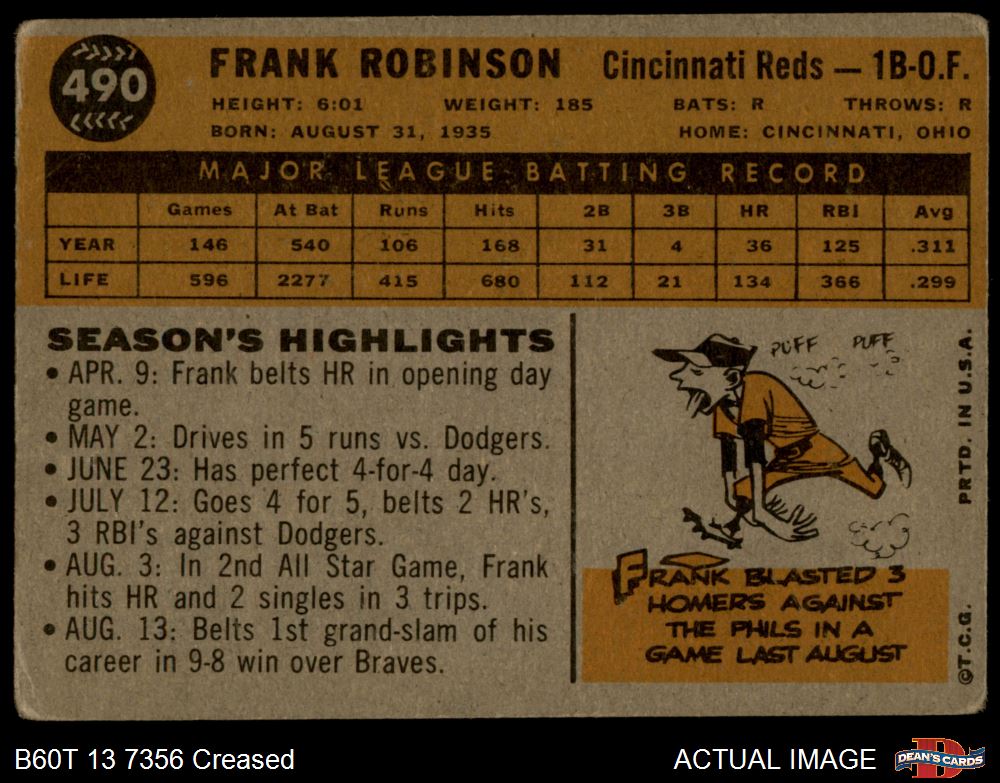 490
FRANK ROBINSON Cincinnati Reds — 1B-O.F.
HEIGHT: 6:01 WEIGHT: 185 BATS: R THROWS: R
BORN: AUGUST 31, 1935 HOME: CINCINNATI, OHIO
MAJOR LEAGUE BATTING RECORD
Games At Bat Runs Hits 2B 3B HR RBI Avg
YEAR 146 540 106 168 31 4 36 125 .311
LIFE 596 2277 415 680 112 21 134 366 .299
SEASON'S HIGHLIGHTS
• APR. 9: Frank belts HR in opening day
game.
• MAY 2: Drives in 5 runs vs. Dodgers.
• JUNE 23: Has perfect 4-for-4 day.
• JULY 12: Goes 4 for 5, belts 2 HR's,
3 RBI's against Dodgers.
• AUG. 3: In 2nd All Star Game, Frank
hits HR and 2 singles in 3 trips.
• AUG. 13: Belts 1st grand-slam of his
career in 9-8 win over Braves.
PUFF PUFF
FRANK BLASTED 3
HOMERS AGAINST
THE PHILS IN A
GAME LAST AUGUST
©T.C.G. PRTD. IN U.S.A.
B60T 13 7356 Creased ACTUAL IMAGE
D
DEAN'S CARDS